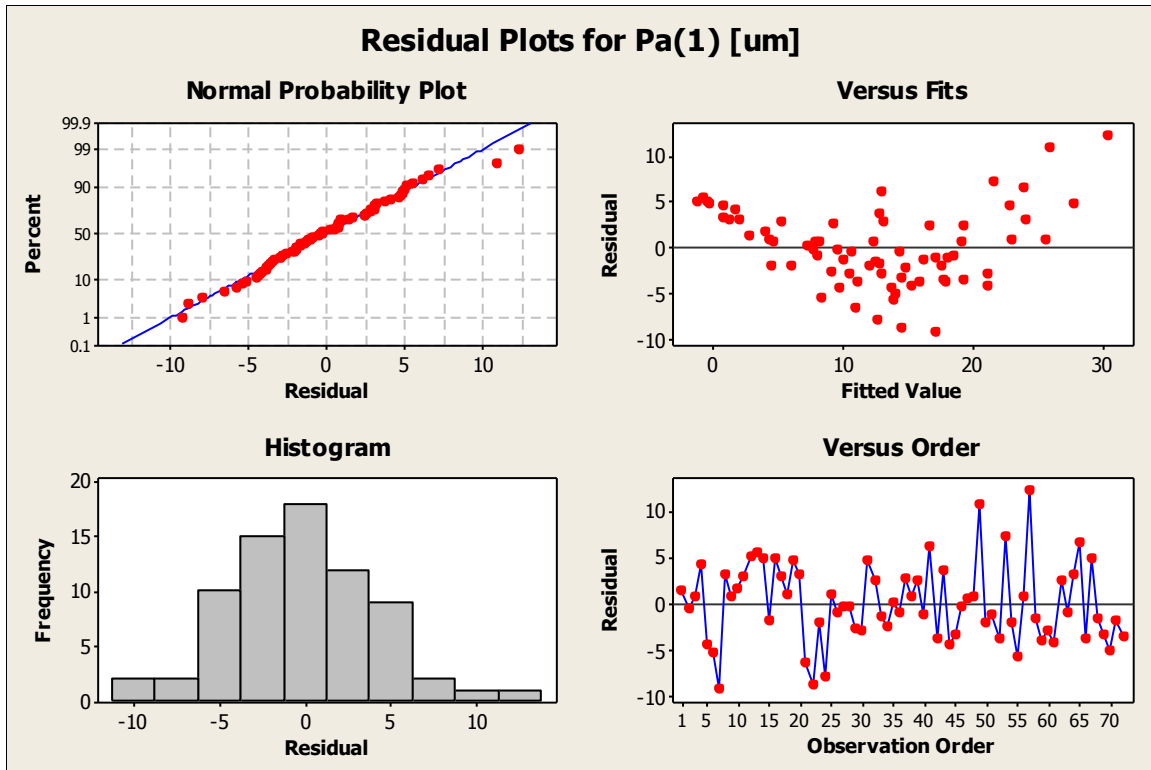 Residual Plots for Pa(1) [um]
Normal Probability Plot
99.9
99
90
50
10
1
0.1
Percent
-10
-5
0
5
10
Residual
Versus Fits
10
5
0
-5
-10
Residual
0
10
20
30
Fitted Value
Histogram
20
15
10
5
0
Frequency
-10
-5
0
5
10
Residual
Versus Order
10
5
0
-5
-10
Residual
1 5 10 15 20 25 30 35 40 45 50 55 60 65 70
Observation Order